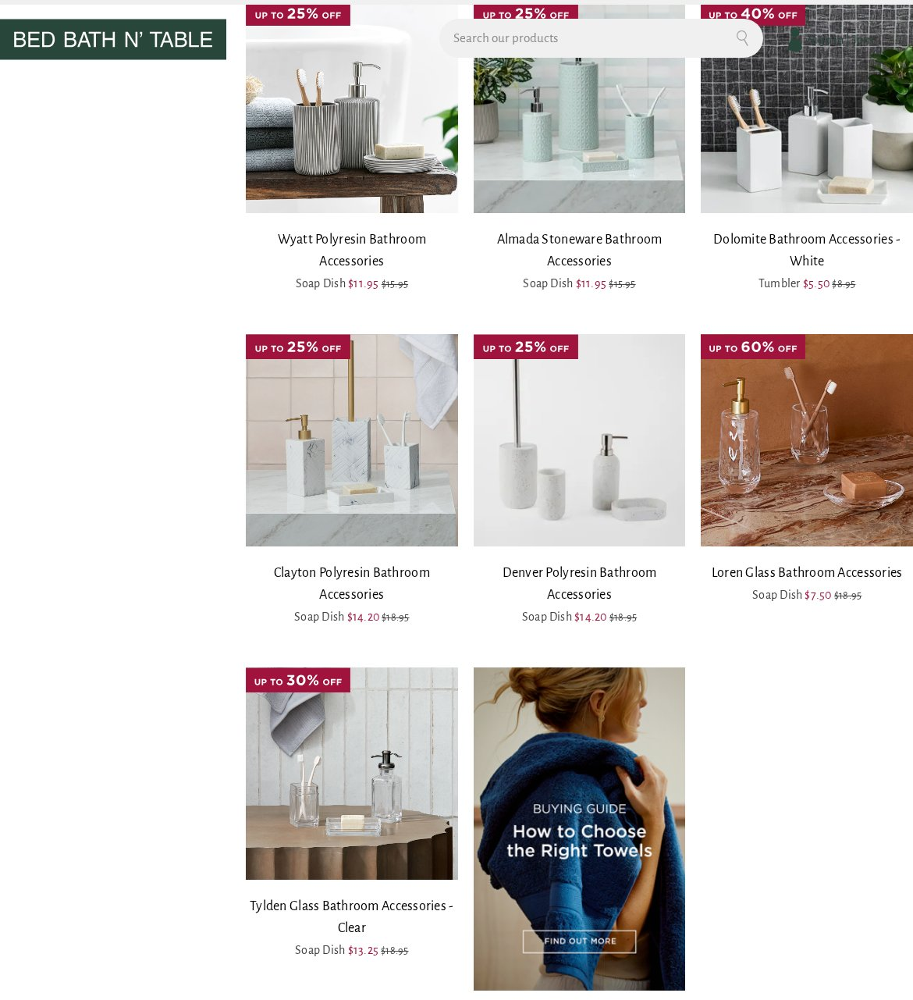 UP TO 25% OFF
UP TO 25% OFF
UP TO 40% OFF
BED BATH N' TABLE
Search our products
Wyatt Polyresin Bathroom
Accessories
Soap Dish $11.95 $15.95
Almada Stoneware Bathroom
Accessories
Soap Dish $11.95 $15.95
Dolomite Bathroom Accessories -
White
Tumbler $5.50 $8.95
UP TO 25% OFF
UP TO 25% OFF
UP TO 60% OFF
Clayton Polyresin Bathroom
Accessories
Soap Dish $14.20 $18.95
Denver Polyresin Bathroom
Accessories
Soap Dish $14.20 $18.95
Loren Glass Bathroom Accessories
Soap Dish $7.50 $18.95
UP TO 30% OFF
Tylden Glass Bathroom Accessories -
Clear
Soap Dish $13.25 $18.95
BUYING GUIDE
How to Choose
the Right Towels
FIND OUT MORE